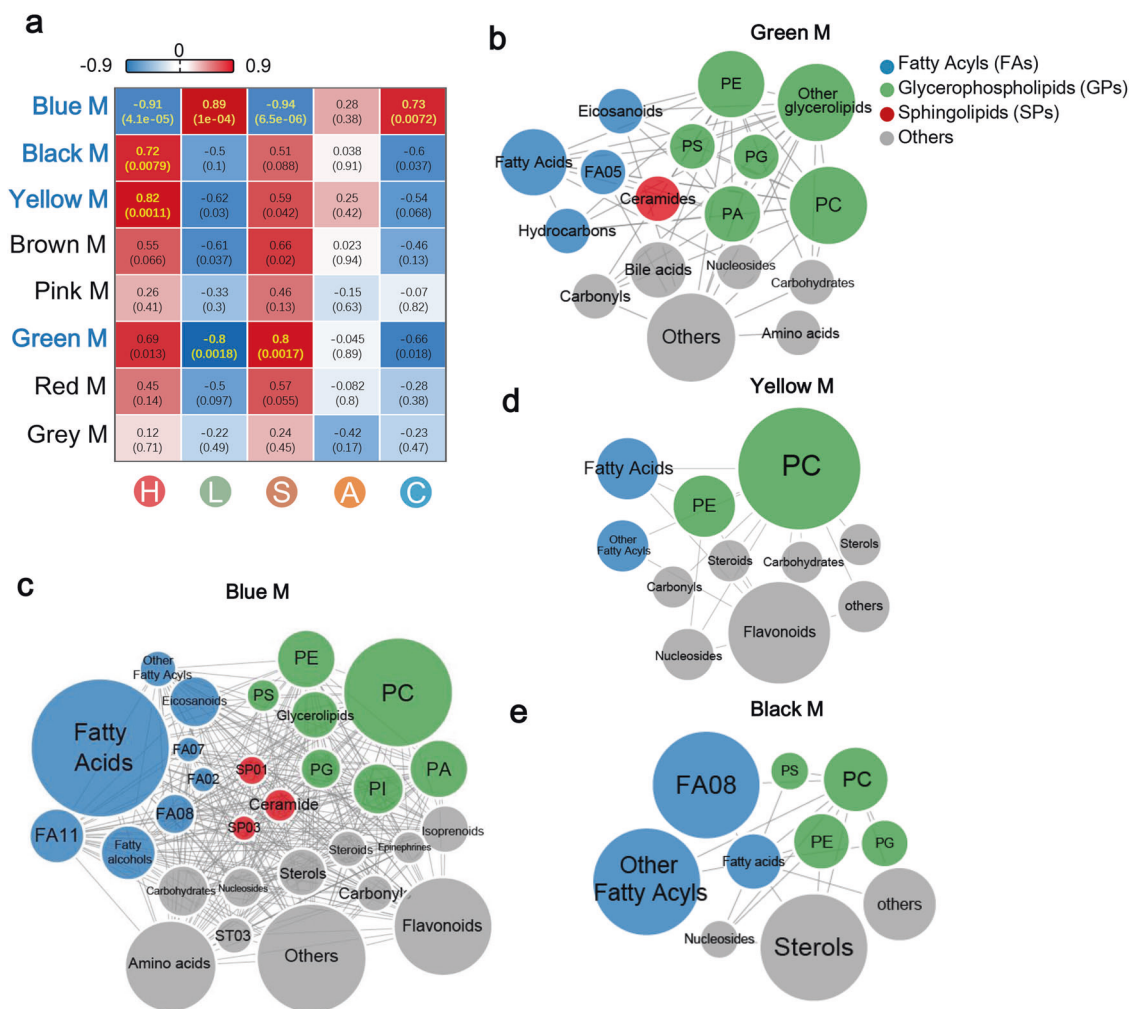 a
-0.9
0
0.9
Blue M
-0.91
(4.1e-05)
0.89
(1e-04)
-0.94
(6.5e-06)
0.28
(0.38)
0.73
(0.0072)
Black M
0.72
(0.0079)
-0.5
(0.1)
0.51
(0.088)
0.038
(0.91)
-0.6
(0.037)
Yellow M
0.82
(0.0011)
-0.62
(0.03)
0.59
(0.042)
0.25
(0.42)
-0.54
(0.068)
Brown M
0.55
(0.066)
-0.61
(0.037)
0.66
(0.02)
0.023
(0.94)
-0.46
(0.13)
Pink M
0.26
(0.41)
-0.33
(0.3)
0.46
(0.13)
-0.15
(0.63)
-0.07
(0.82)
Green M
0.69
(0.013)
-0.8
(0.0018)
0.8
(0.0017)
-0.045
(0.89)
-0.66
(0.018)
Red M
0.45
(0.14)
-0.5
(0.097)
0.57
(0.055)
-0.082
(0.8)
-0.28
(0.38)
Grey M
0.12
(0.71)
-0.22
(0.49)
0.24
(0.45)
-0.42
(0.17)
-0.23
(0.47)
H
L
S
A
C
b
Green M
PE
Other
glycerolipids
Eicosanoids
PS
PG
Fatty Acids
FA05
Ceramides
PA
PC
Hydrocarbons
Bile acids
Nucleosides
Carbonyls
Carbohydrates
Others
Amino acids
Fatty Acyls (FAs)
Glycerophospholipids (GPs)
Sphingolipids (SPs)
Others
c
Blue M
Other
Fatty Acyls
PE
PC
Eicosanoids
PS
Glycerolipids
Fatty
Acids
FA07
FA02
SP01
PG
PI
PA
FA08
Ceramide
FA11
SP03
Isoprenoids
Fatty
alcohols
Steroids
Epinephrines
Carbohydrates
Nucleosides
Sterols
Carbonyls
Flavonoids
ST03
Amino acids
Others
d
Yellow M
PC
Fatty Acids
PE
Other
Fatty Acyls
Steroids
Carbohydrates
Sterols
Carbonyls
others
Flavonoids
Nucleosides
e
Black M
FA08
PS
PC
PE
PG
Other
Fatty Acyls
Fatty acids
others
Nucleosides
Sterols